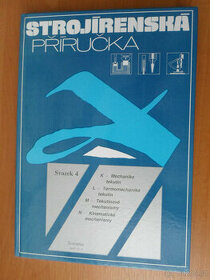 STROJÍRENSKÁ
PŘÍRUČKA
Svazek 4
K - Mechanika
tekutin
L - Termomechanika
tekutin
M - Tekutinové
mechanismy
N - Kinematické
mechanismy